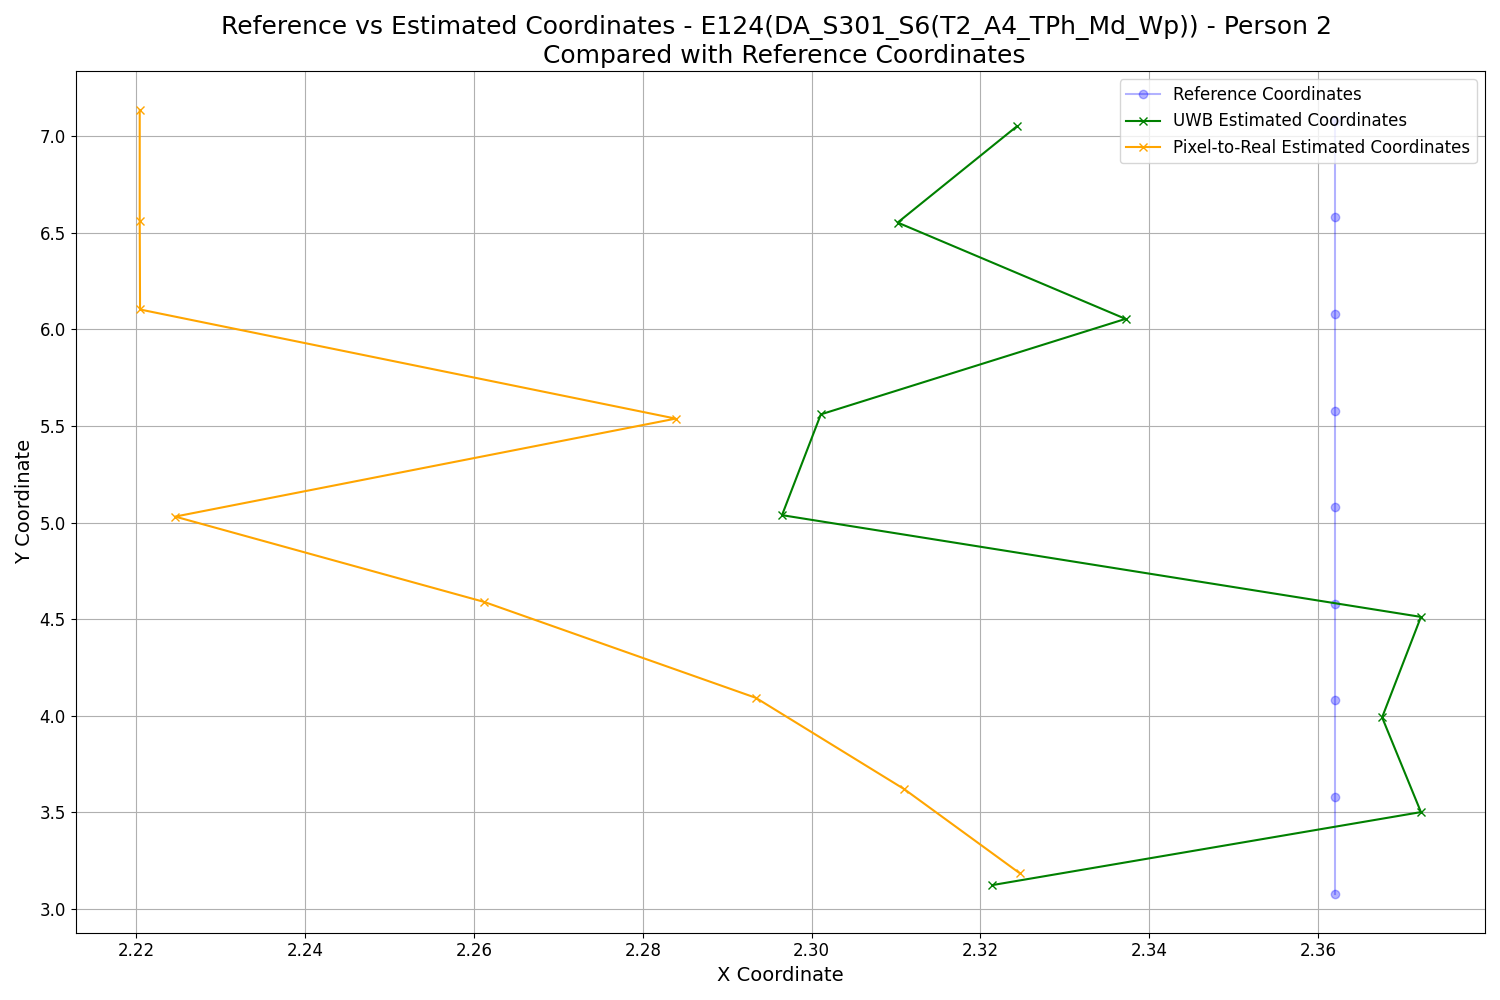 Reference vs Estimated Coordinates - E124(DA_S301_S6(T2_A4_TPh_Md_Wp)) - Person 2
Compared with Reference Coordinates
Reference Coordinates
UWB Estimated Coordinates
Pixel-to-Real Estimated Coordinates
7.0
6.5
6.0
5.5
5.0
4.5
4.0
3.5
3.0
Y Coordinate
2.22
2.24
2.26
2.28
2.30
2.32
2.34
2.36
X Coordinate